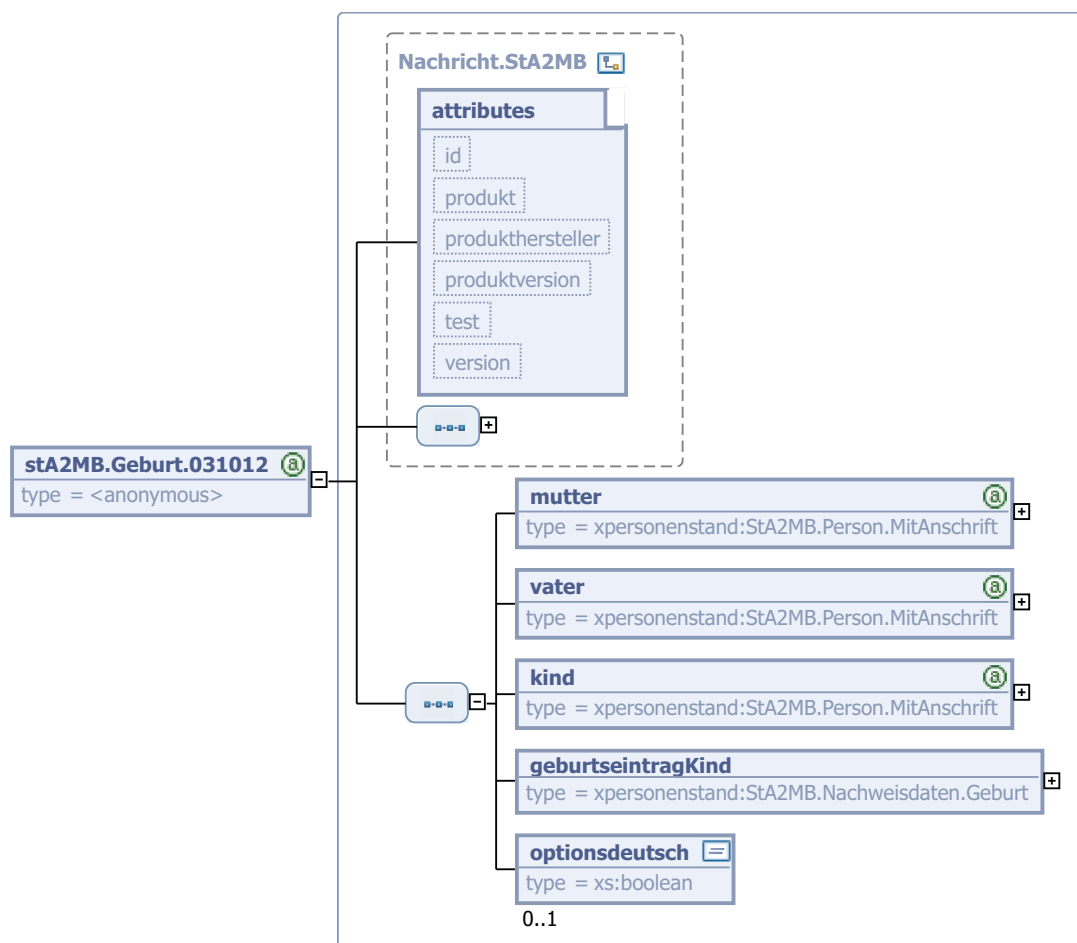 Nachricht.StA2MB
attributes
id
produkt
produkthersteller
produktversion
test
version
stA2MB.Geburt.031012
type = <anonymous>
mutter
type = xpersonenstand:StA2MB.Person.MitAnschrift
vater
type = xpersonenstand:StA2MB.Person.MitAnschrift
kind
type = xpersonenstand:StA2MB.Person.MitAnschrift
geburtseintragKind
type = xpersonenstand:StA2MB.Nachweisdaten.Geburt
optionsdeutsch
type = xs:boolean
0..1